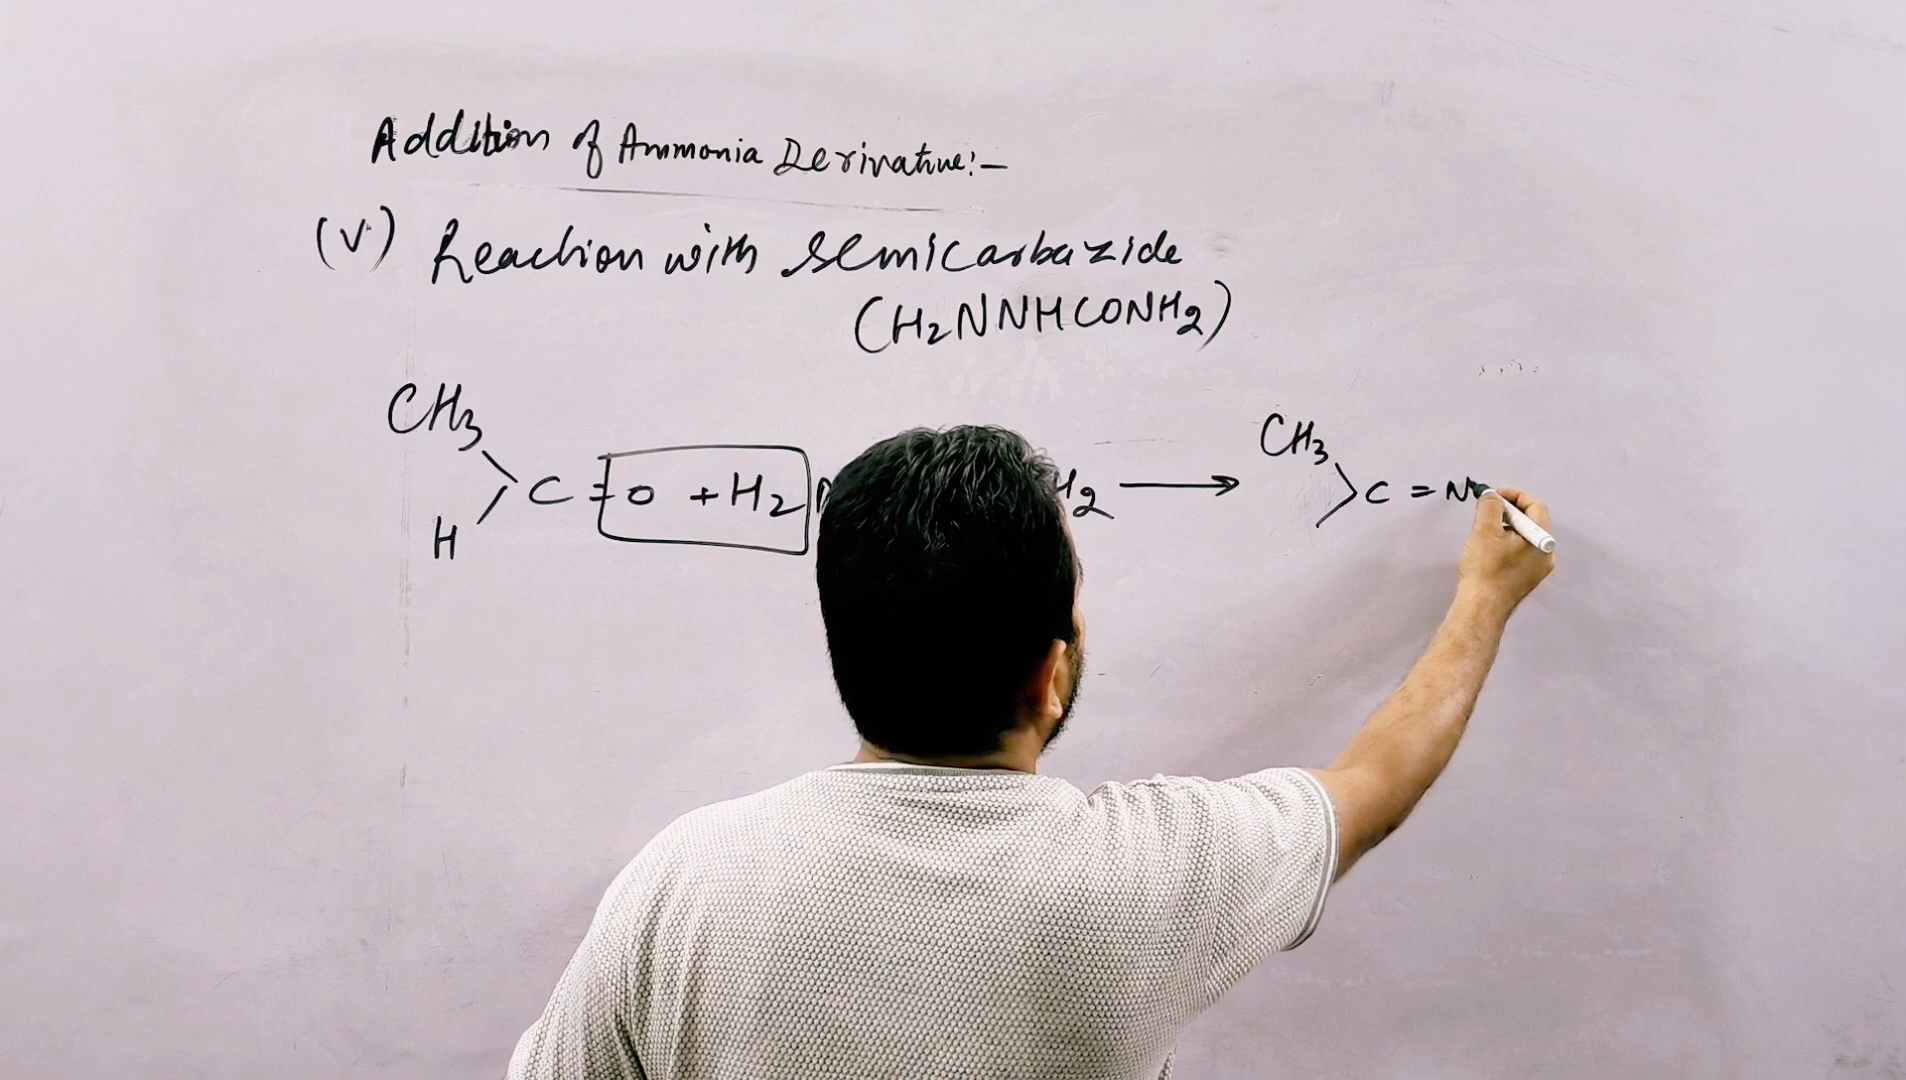 Addition of Ammonia Derivative:-
(V) Reaction with semicarbazide
(H2NNHCONH2)
CH3 CH3
C=O +H2 H2 → C=N
H